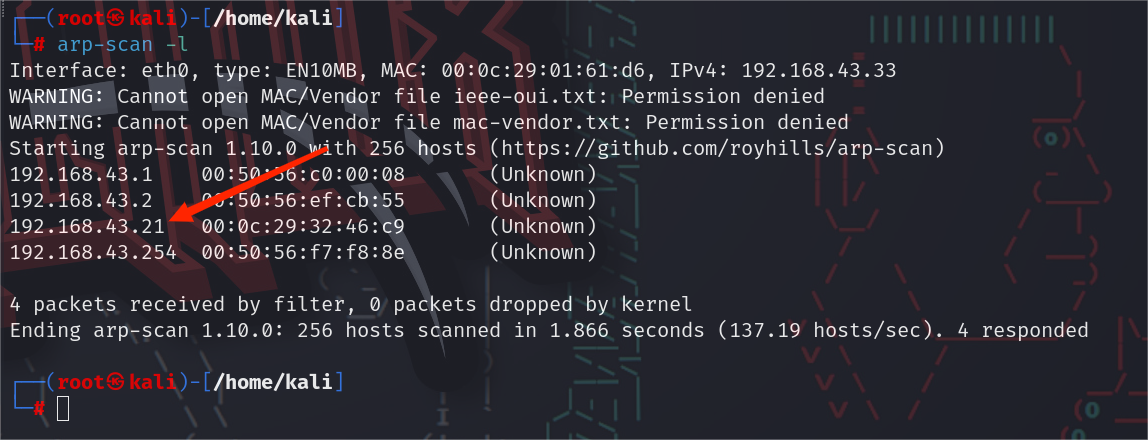 ┌──(root㉿kali)-[/home/kali]
└─# arp-scan -l
Interface: eth0, type: EN10MB, MAC: 00:0c:29:01:61:d6, IPv4: 192.168.43.33
WARNING: Cannot open MAC/Vendor file ieee-oui.txt: Permission denied
WARNING: Cannot open MAC/Vendor file mac-vendor.txt: Permission denied
Starting arp-scan 1.10.0 with 256 hosts (https://github.com/royhills/arp-scan)
192.168.43.1    00:50:56:c0:00:08       (Unknown)
192.168.43.2    00:50:56:ef:cb:55       (Unknown)
192.168.43.21   00:0c:29:32:46:c9       (Unknown)
192.168.43.254  00:50:56:f7:f8:8e       (Unknown)
4 packets received by filter, 0 packets dropped by kernel
Ending arp-scan 1.10.0: 256 hosts scanned in 1.866 seconds (137.19 hosts/sec). 4 responded
┌──(root㉿kali)-[/home/kali]
└─#